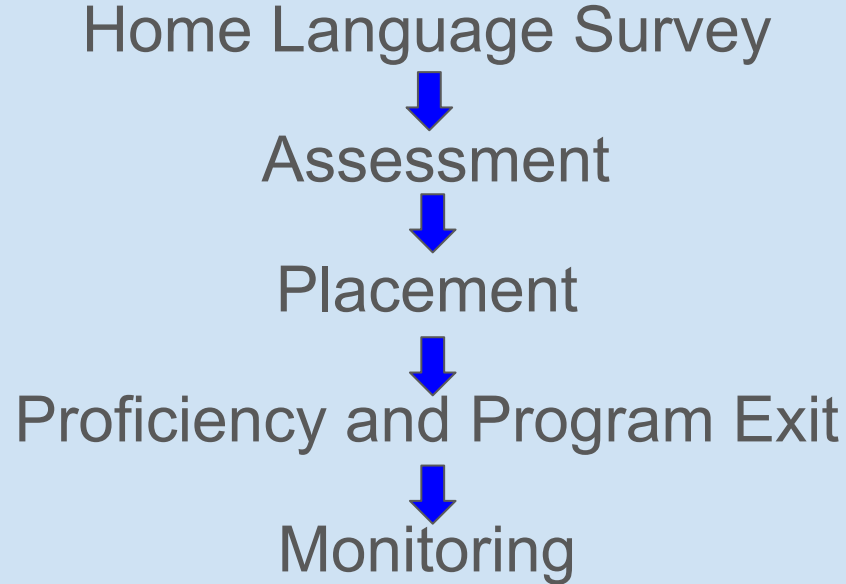 Home Language Survey
Assessment
Placement
Proficiency and Program Exit
Monitoring